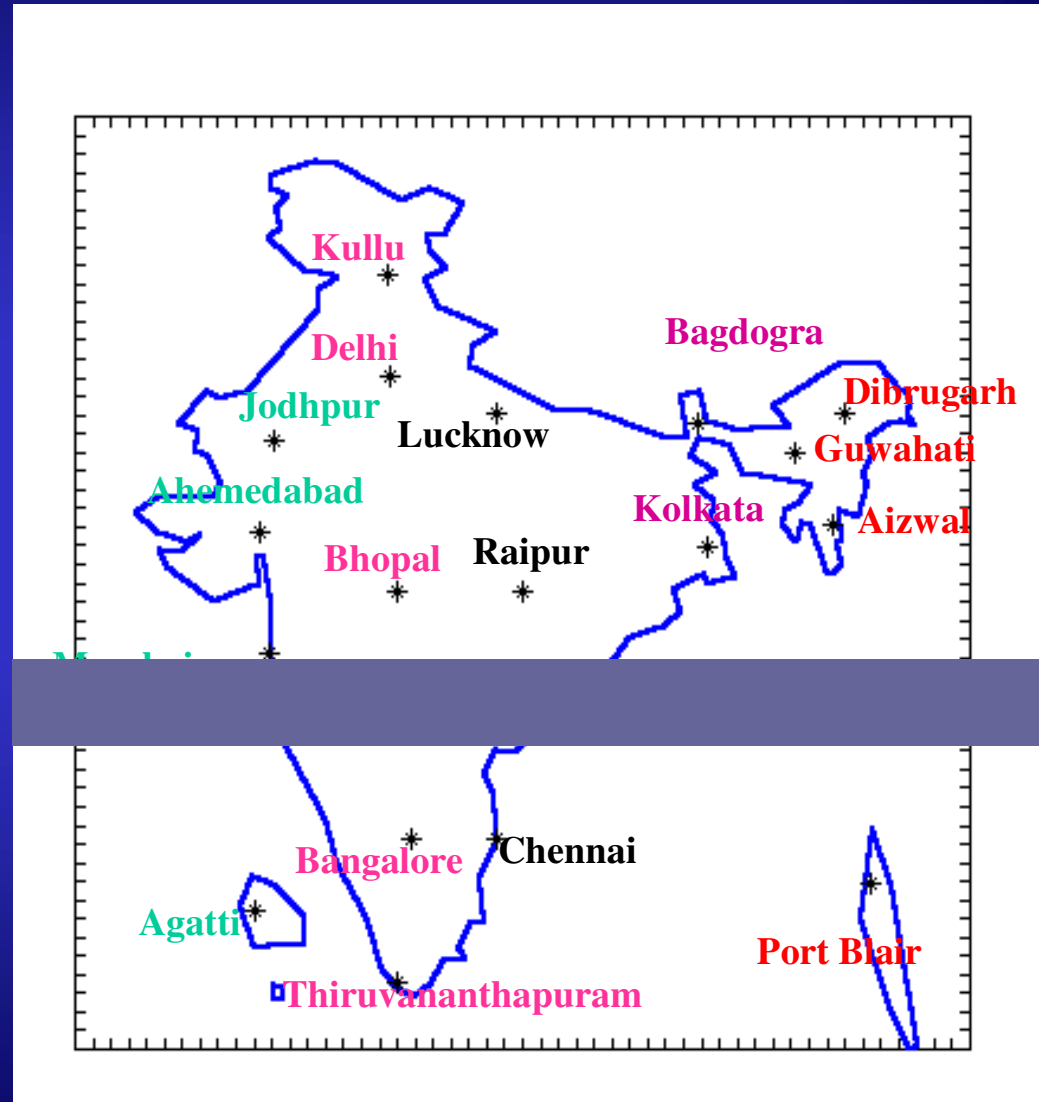 Kullu
Bagdogra
Delhi
Dibrugarh
Jodhpur
Lucknow
Guwahati
Ahemedabad
Kolkata
Aizwal
Raipur
Bhopal
Chennai
Bangalore
Agatti
Port Blair
Thiruvananthapuram